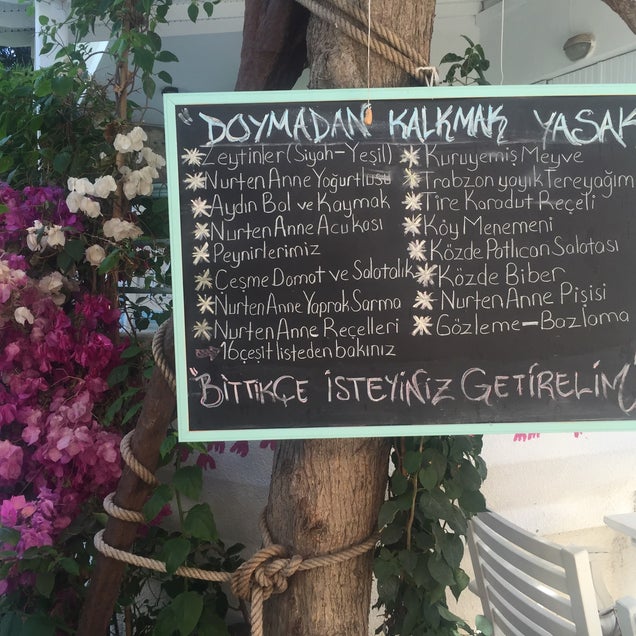 "DOYMADAN KALKMAK YASAK
Zeytinler (Siyah-Yeşil)
Nurten Anne Yoğurtlusu
Aydın Bal ve Kaymak
Nurten Anne Acukası
Peynirlerimiz
Çeşme Domat ve Salatalık
Nurten Anne Yaprak Sarma
Nurten Anne Reçelleri
16 çeşit listeden bakınız
Kuruyemiş Meyve
Trabzon yayık Tereyağım
Tire Karadut Reçeli
Köy Menemeni
Közde Patlıcan Salatası
Közde Biber
Nurten Anne Pişisi
Gözleme-Bazlama
"BİTTİKÇE İSTEYİNİZ GETİRELİM"